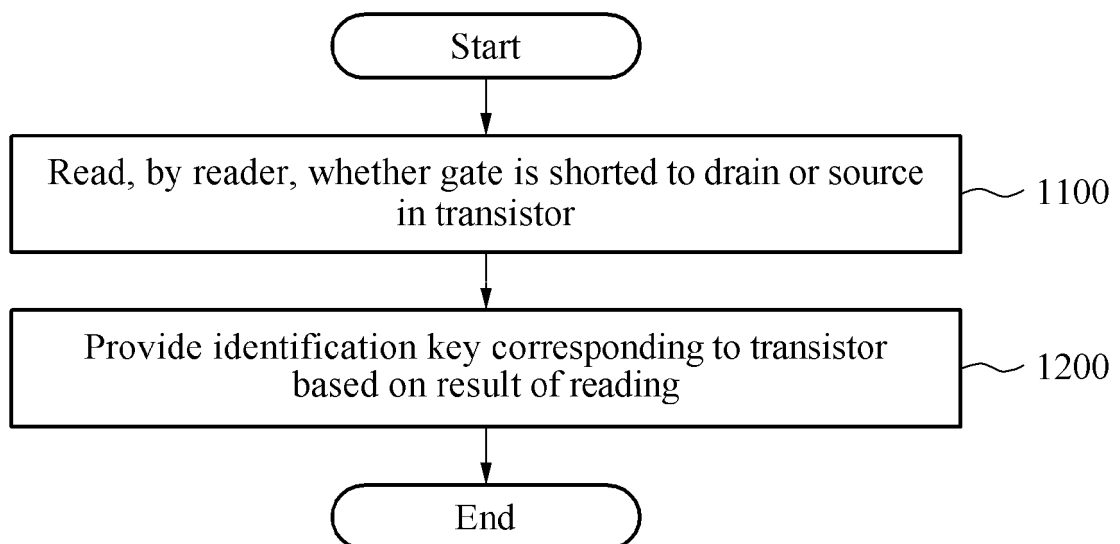 Start
Read, by reader, whether gate is shorted to drain or source
in transistor
1100
Provide identification key corresponding to transistor
based on result of reading
1200
End